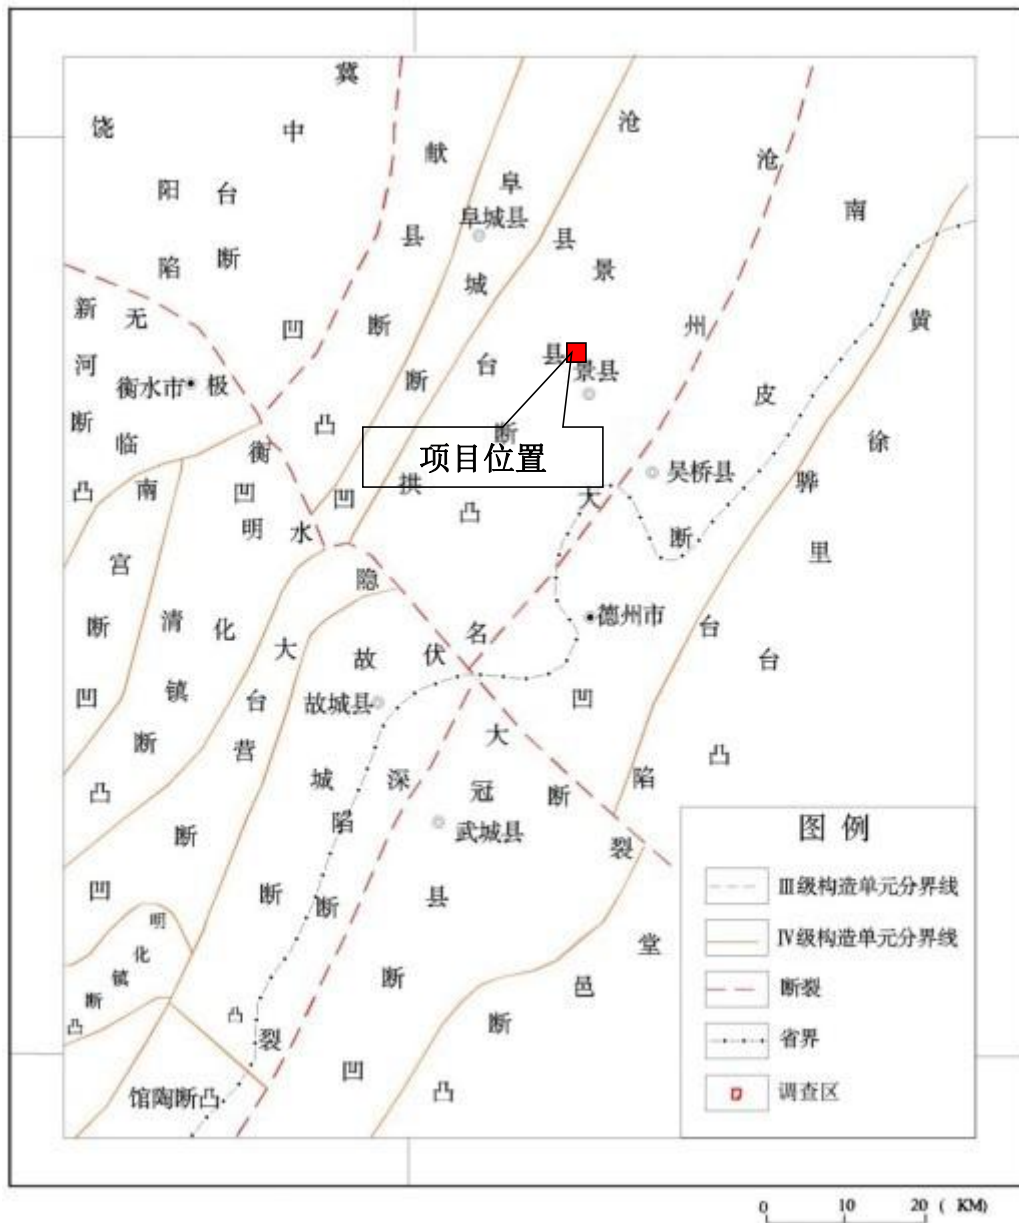 冀中台陷
饶阳断凹
献县断凸
阜城断凹
阜城县
沧县台拱
景县断凸
景县
沧州大名深断裂
南皮断凹
黄骅台陷
徐里台凸
无极衡水隐伏大断裂
新河断凸
衡水市
项目位置
吴桥县
德州市
临清台陷
南宫断凹
凹
明化镇断凸
大营断凹
故城断凸
故城县
冠县断凹
武城县
堂邑断凸
明化镇断凸
馆陶断凸
图 例
Ⅲ级构造单元分界线
Ⅳ级构造单元分界线
断裂
省界
调查区
0 10 20 ( KM)